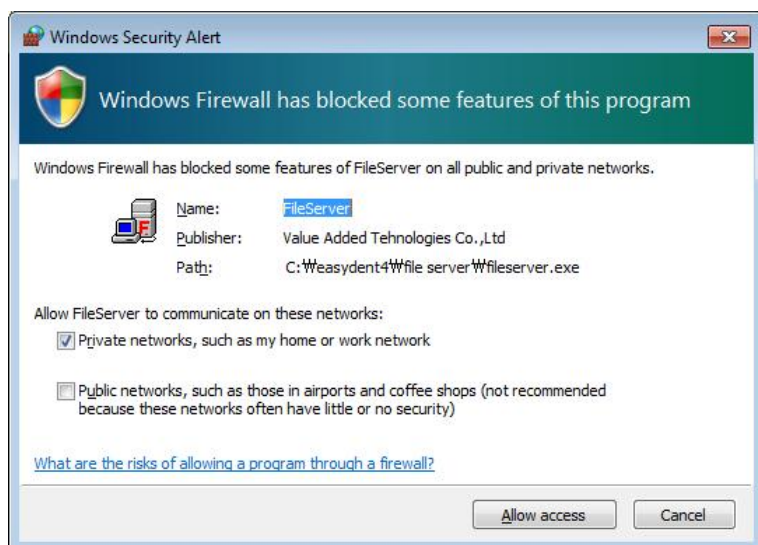 Windows Security Alert
Windows Firewall has blocked some features of this program
Windows Firewall has blocked some features of FileServer on all public and private networks.
Name: FileServer
Publisher: Value Added Tehnologies Co.,Ltd
Path: C:₩easydent4₩file server₩fileserver.exe
Allow FileServer to communicate on these networks:
Private networks, such as my home or work network
Public networks, such as those in airports and coffee shops (not recommended
because these networks often have little or no security)
What are the risks of allowing a program through a firewall?
Allow access Cancel